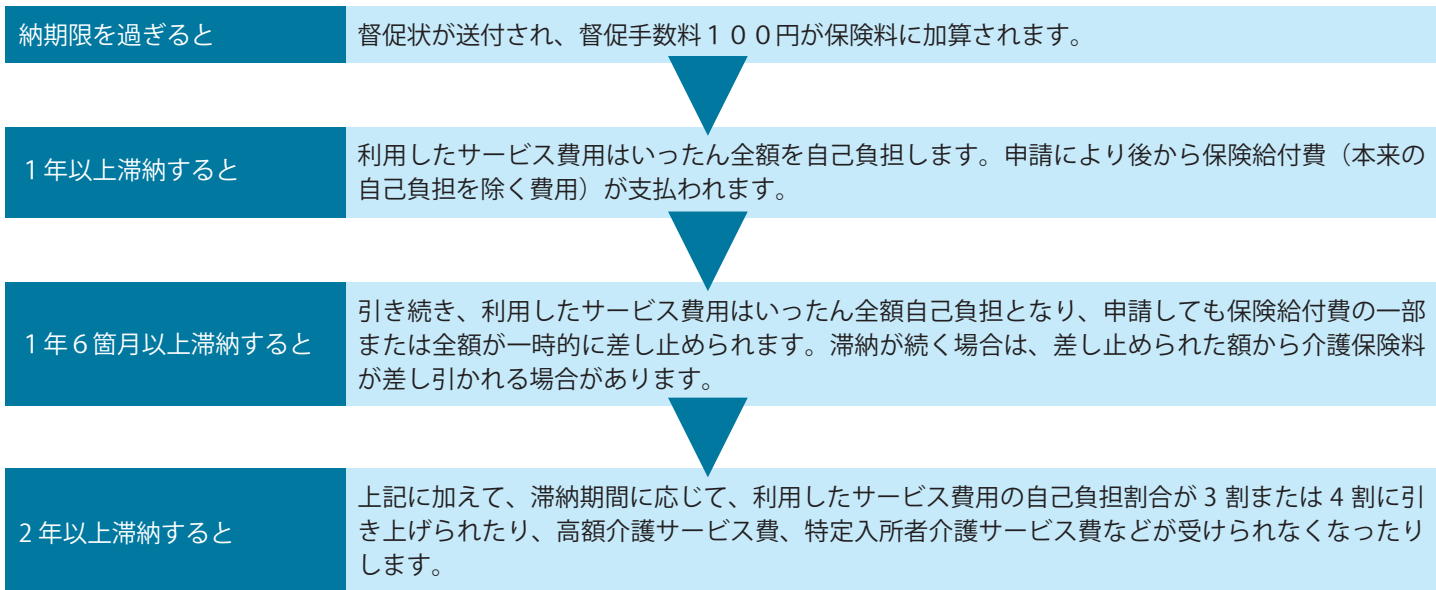 納期限を過ぎると
督促状が送付され、督促手数料１００円が保険料に加算されます。
１年以上滞納すると
利用したサービス費用はいったん全額を自己負担します。申請により後から保険給付費（本来の
自己負担を除く費用）が支払われます。
１年６箇月以上滞納すると
引き続き、利用したサービス費用はいったん全額自己負担となり、申請しても保険給付費の一部
または全額が一時的に差し止められます。滞納が続く場合は、差し止められた額から介護保険料
が差し引かれる場合があります。
2 年以上滞納すると
上記に加えて、滞納期間に応じて、利用したサービス費用の自己負担割合が 3 割または 4 割に引
き上げられたり、高額介護サービス費、特定入所者介護サービス費などが受けられなくなったり
します。